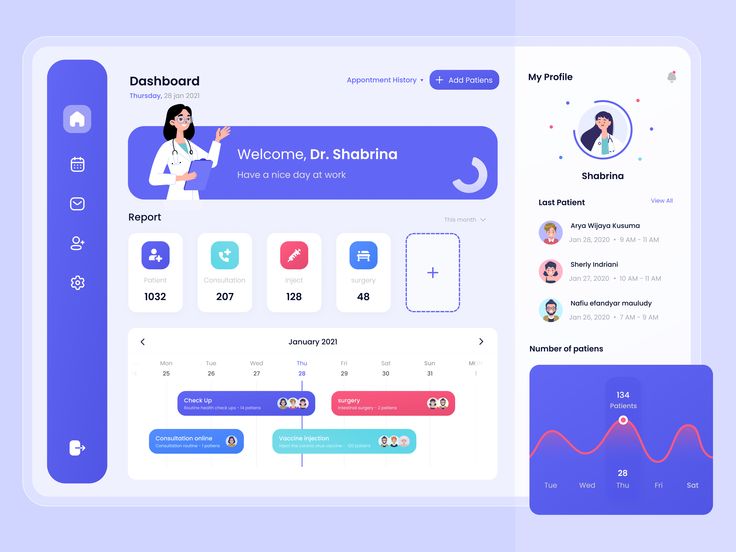 Dashboard
Thursday, 28 jan 2021
Appontment History
+ Add Patiens
Welcome, Dr. Shabrina
Have a nice day at work
Report
This month
Patient
1032
Consultation
207
Inject
128
surgery
48
+
January 2021
Mon Tue Wed Thu Fri Sat Sun
25 26 27 28 29 30 31 1
Check Up
Routine health check ups - 14 patiens
surgery
Intestinal surgery - 2 patiens
Consultation online
Consultation routine - 1 patiens
Vaccine injection
Inject the corona virus vaccine - 100 patiens
My Profile
Shabrina
Last Patient
View All
Arya Wijaya Kusuma
Jan 28, 2020 • 9 AM - 11 AM
Sherly Indriani
Jan 27, 2020 • 10 AM - 11 AM
Nafiu efandyar mauludy
Jan 26, 2020 • 7 AM - 9 AM
Number of patiens
134
Patients
28
Tue Wed Thu Fri Sat